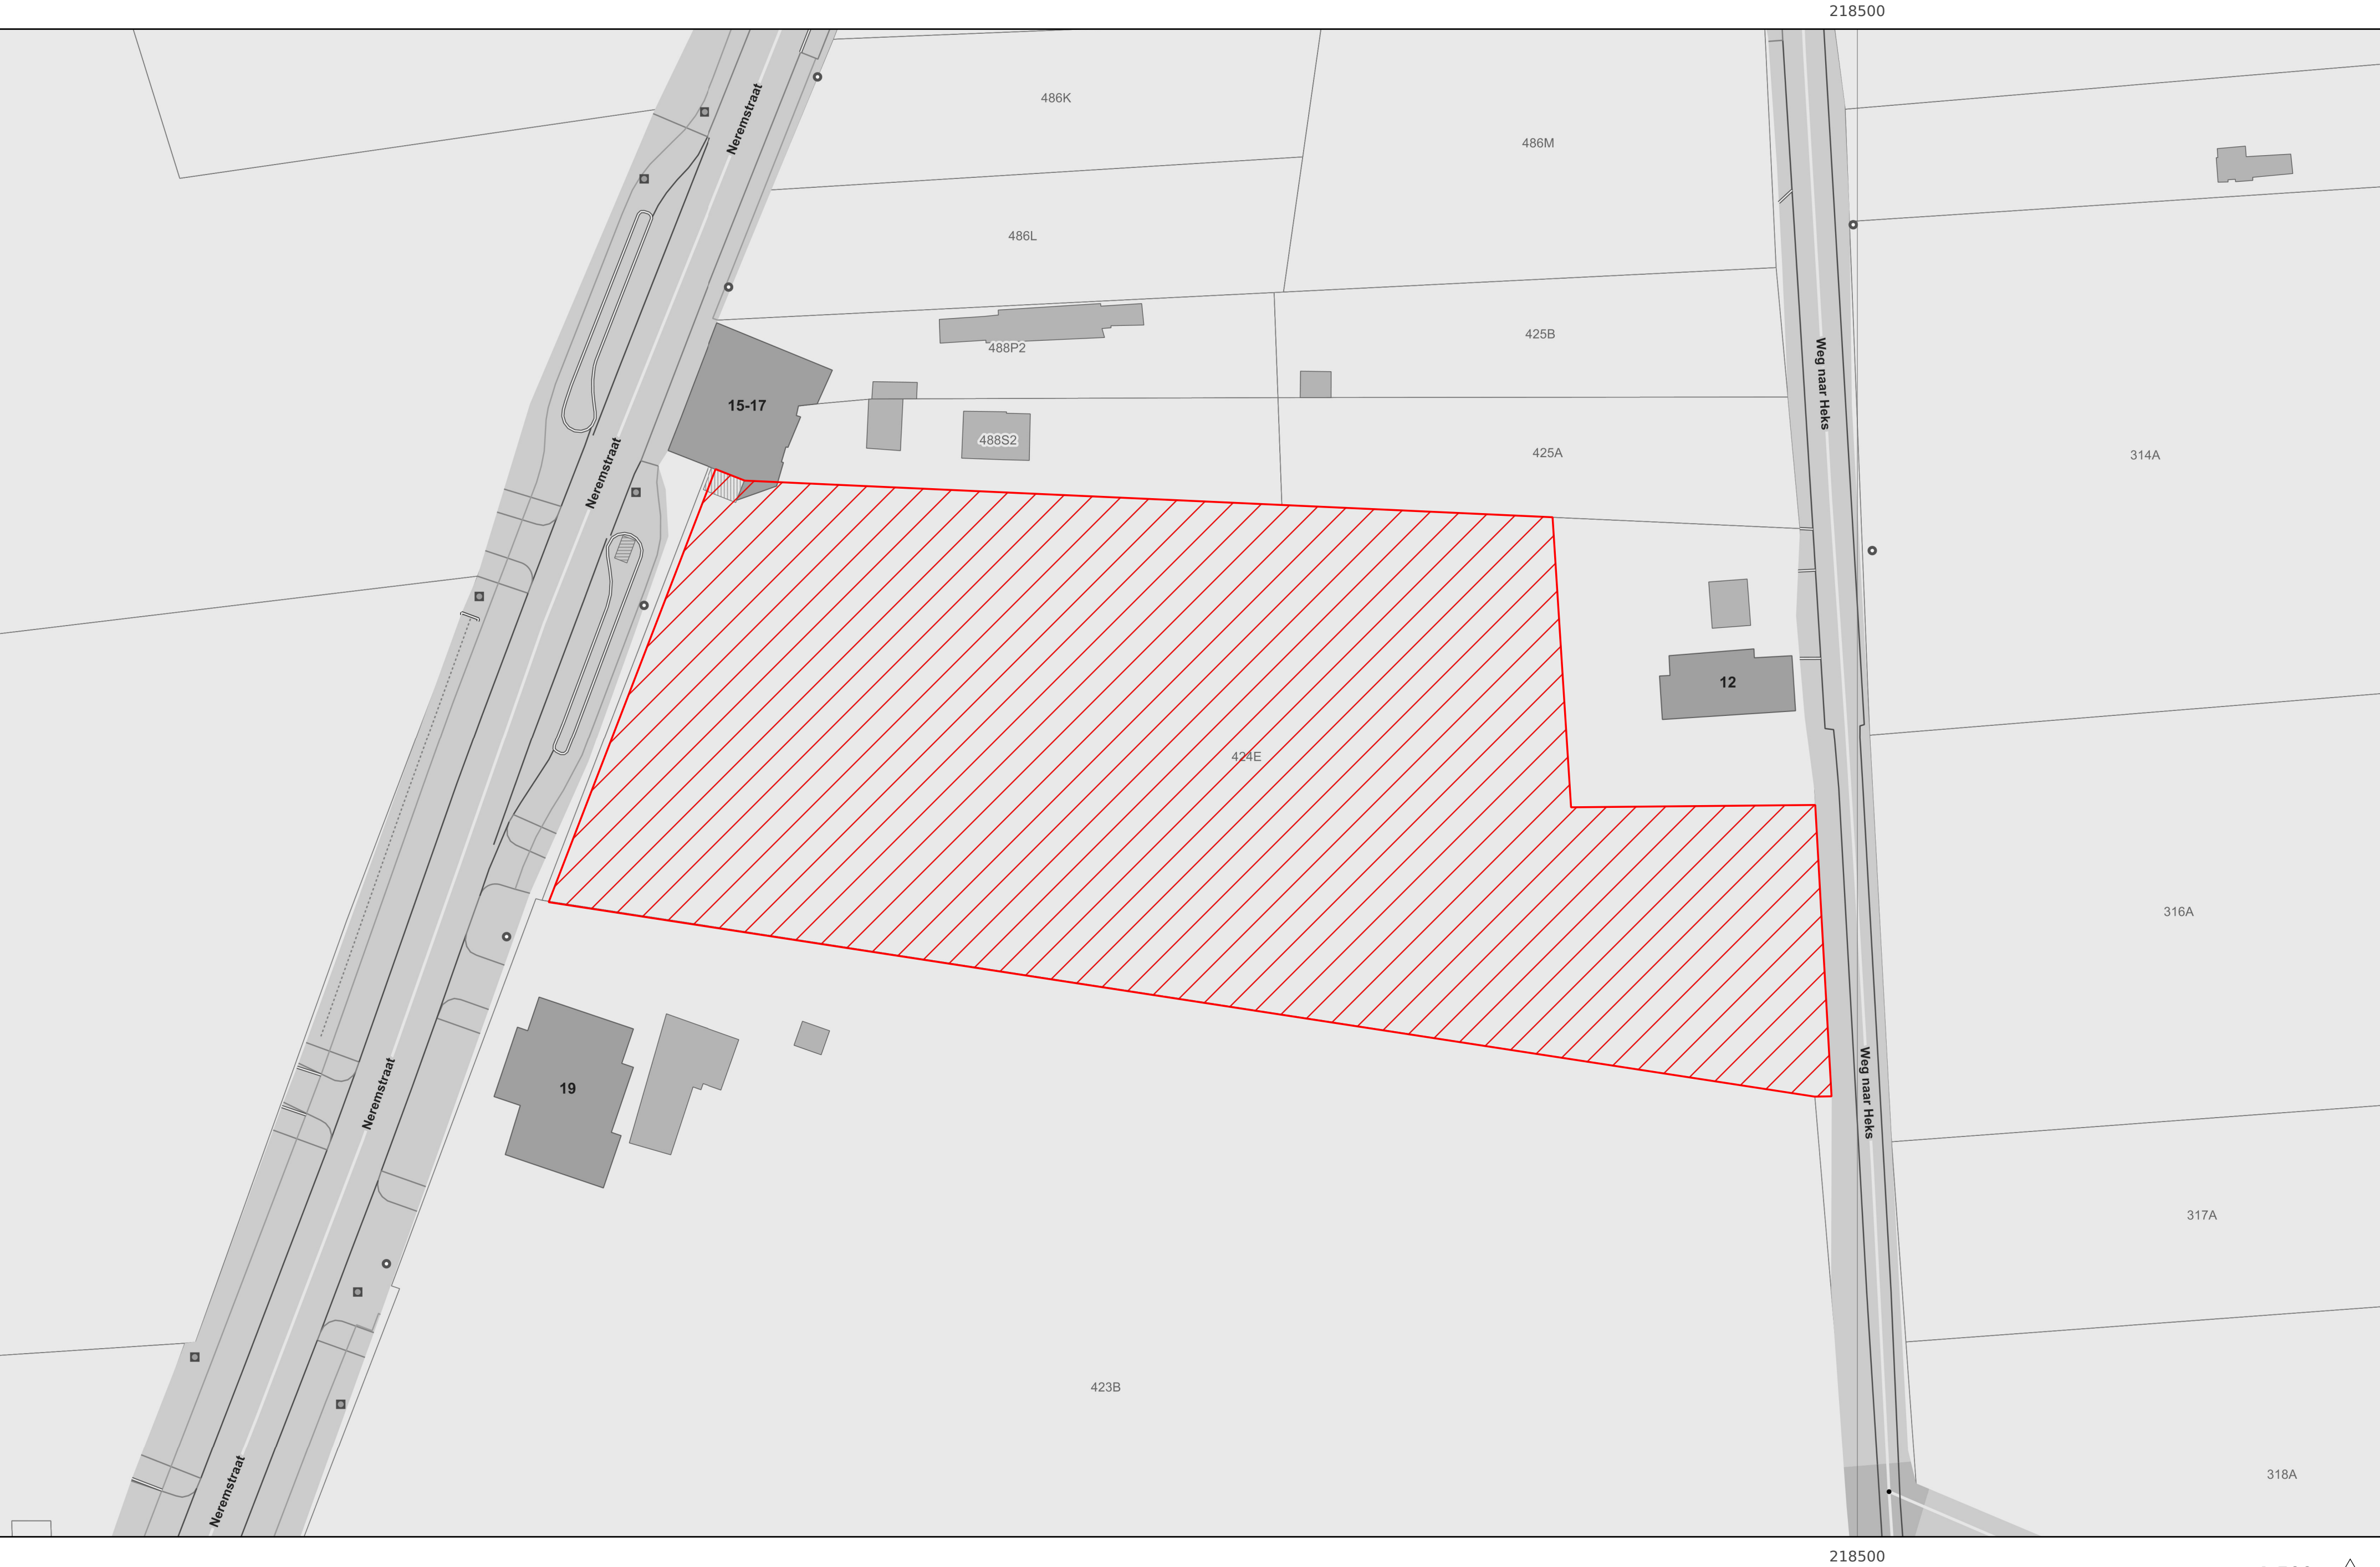 218500
Neremstraat
486K
486M
486L
425B
488P2
Weg naar Heks
15-17
488S2
425A
314A
Neremstraat
12
424E
316A
19
Neremstraat
Weg naar Heks
317A
423B
318A
Neremstraat
218500